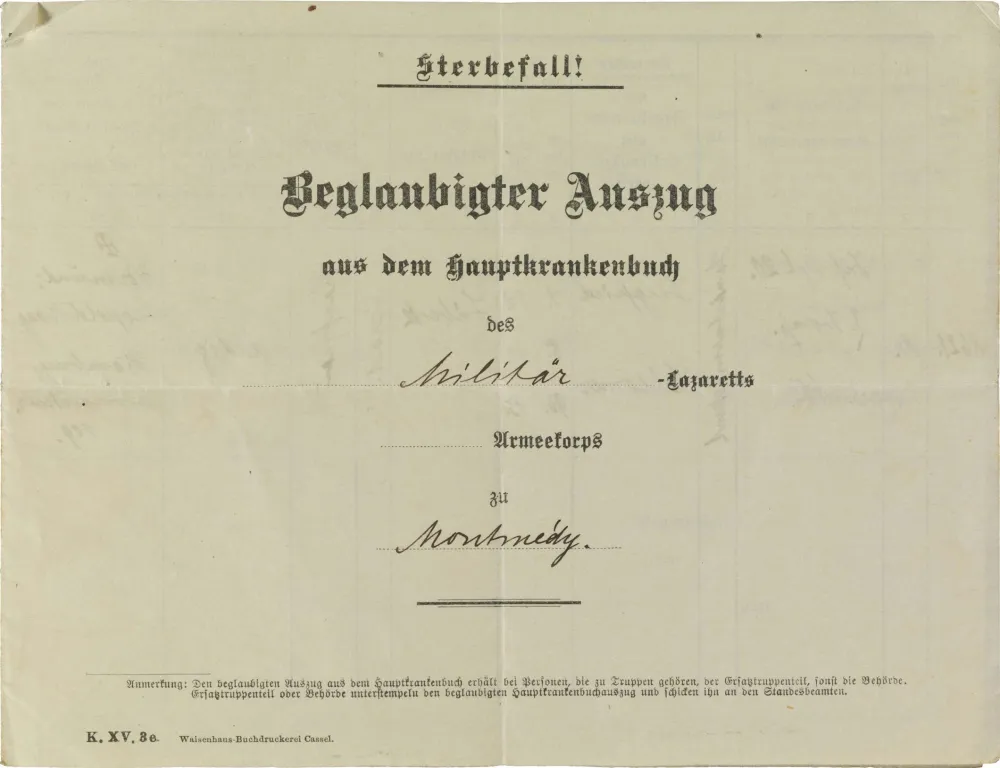 Sterbefall!
Beglaubigter Auszug
aus dem Hauptkrankenbuch
des
Militär -Lazaretts
Armeekorps
zu
Montmédy.
Anmerkung: Den beglaubigten Auszug aus dem Hauptkrankenbuch erhält bei Personen, die zu Truppen gehören, der Ersatztruppenteil, sonst die Behörde.
Ersatztruppenteil oder Behörde unterstempeln den beglaubigten Hauptkrankenbuchauszug und schicken ihn an den Standesbeamten.
K. XV, 3e. Waisenhaus-Buchdruckerei Cassel.